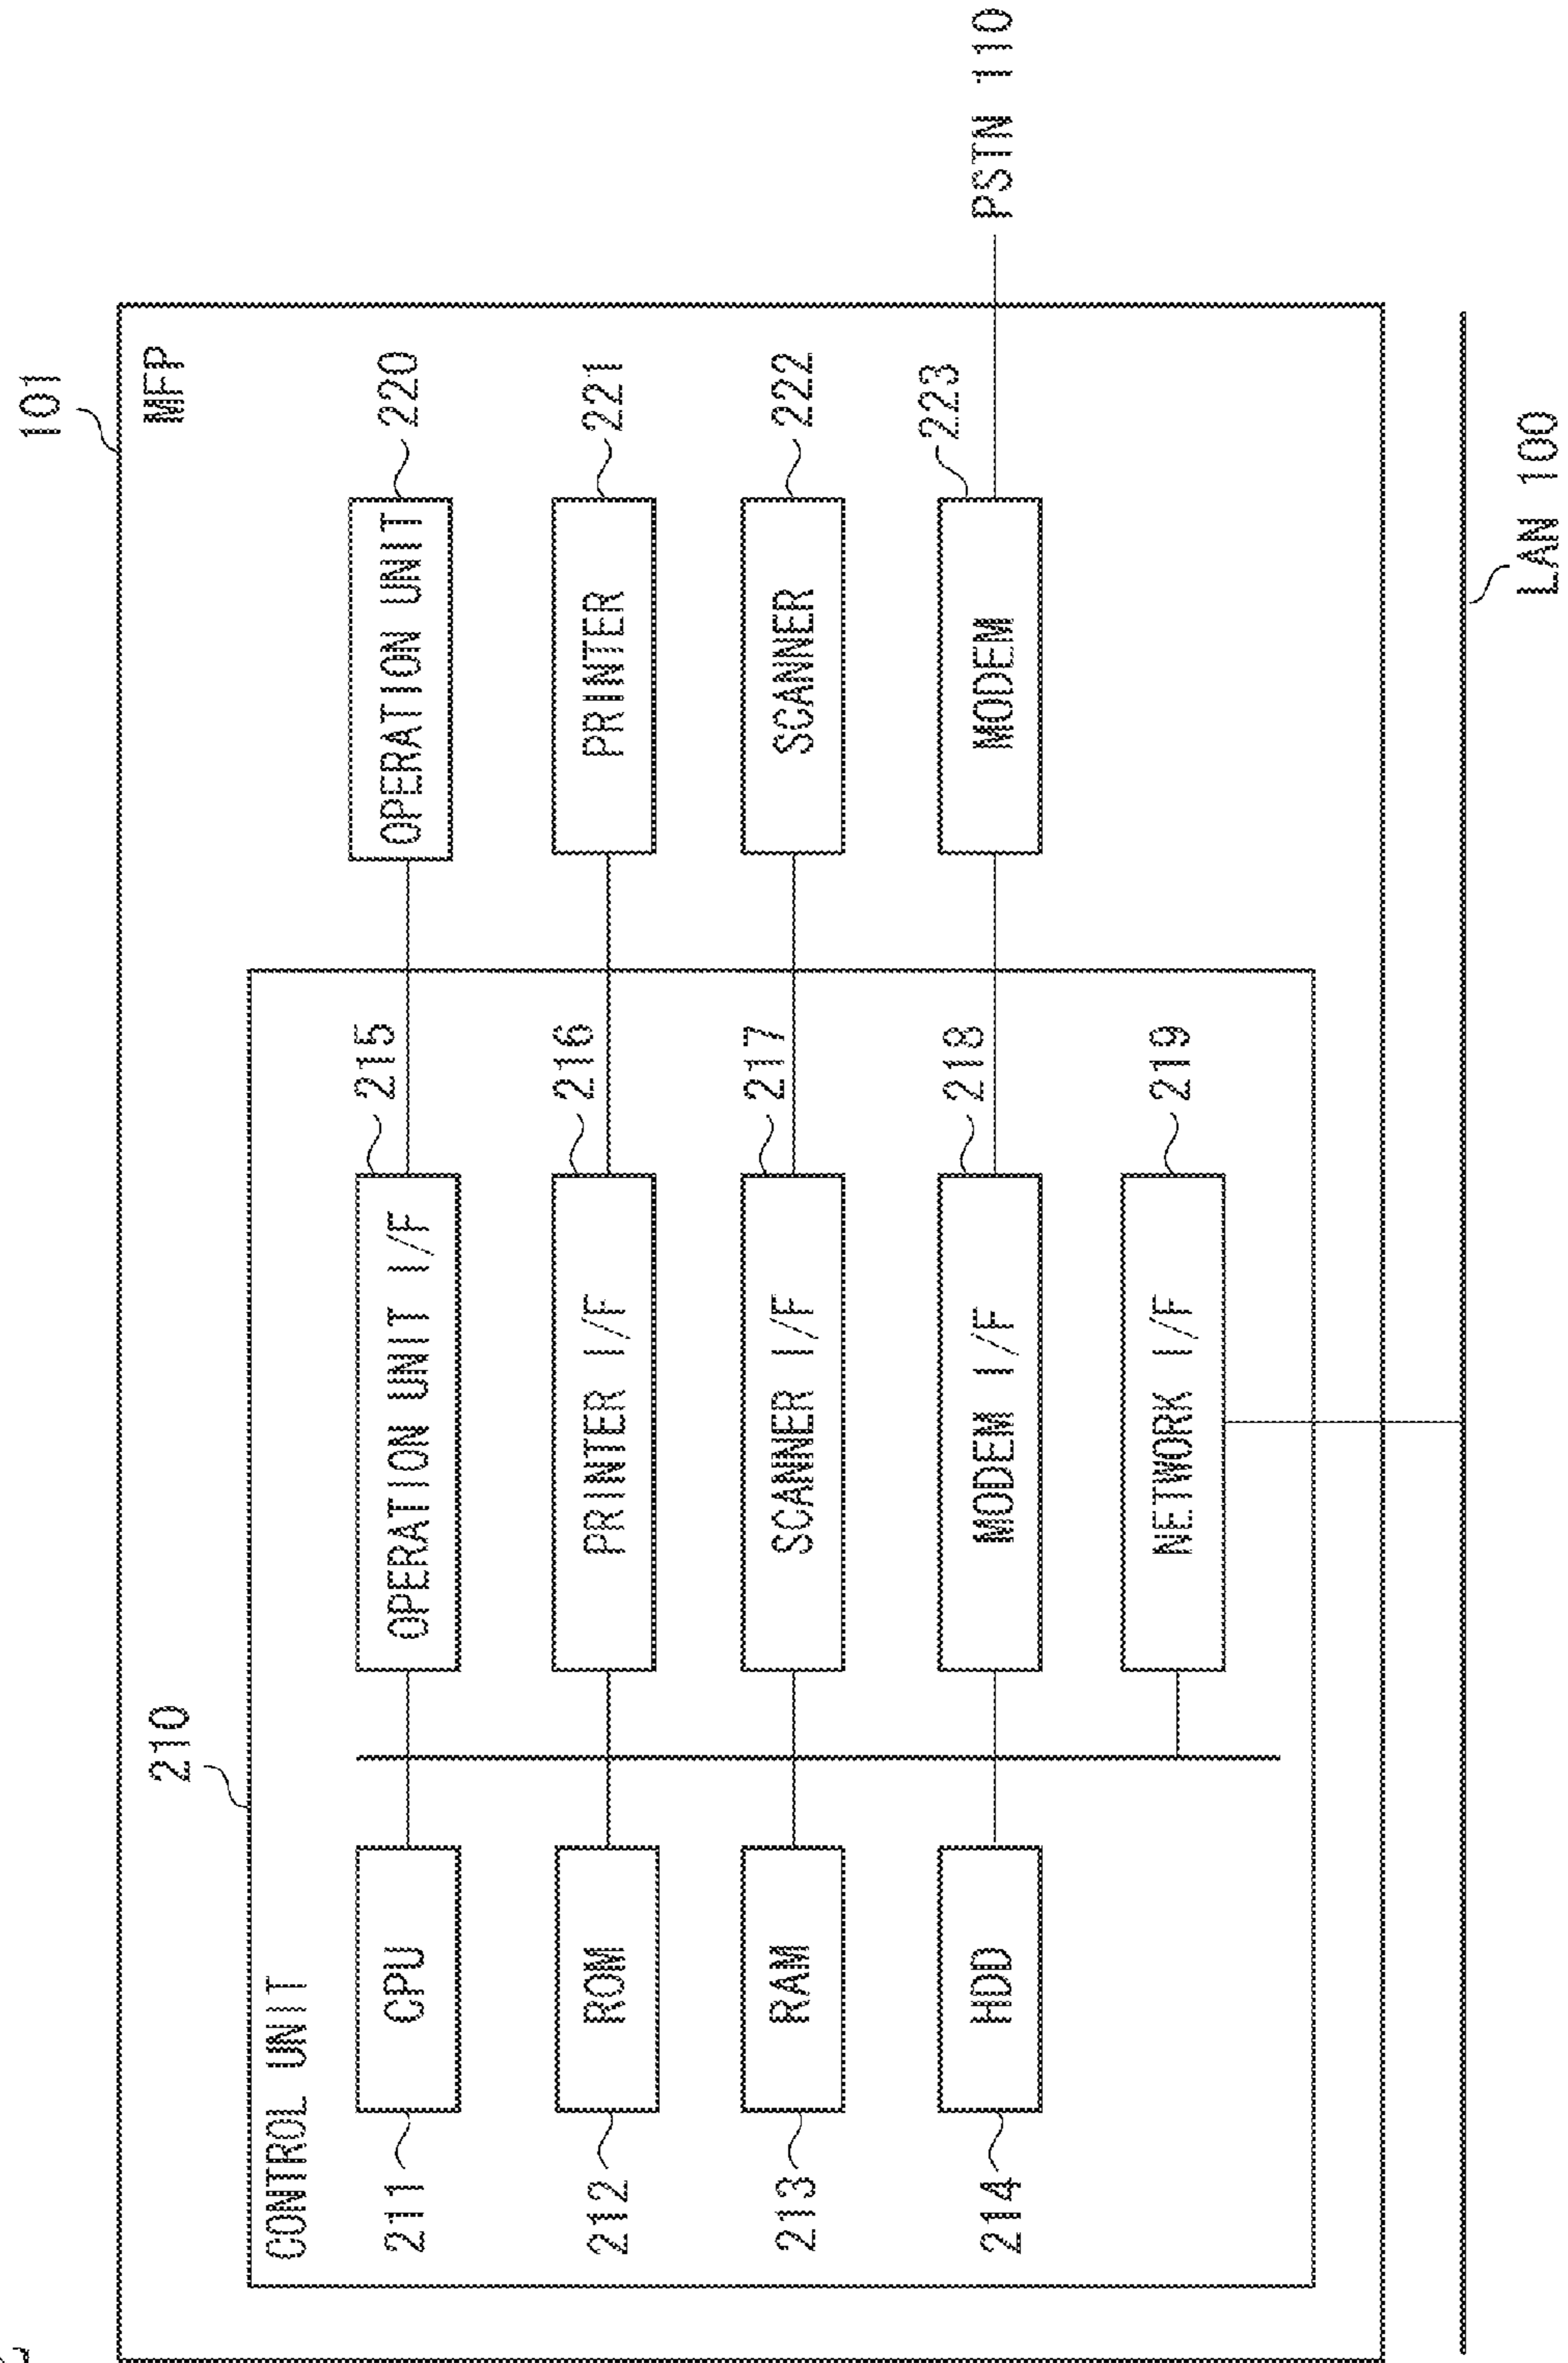 101
MFP
210
CONTROL UNIT
211
CPU
OPERATION UNIT I/F
215
OPERATION UNIT
220
212
ROM
PRINTER I/F
216
PRINTER
221
213
RAM
SCANNER I/F
217
SCANNER
222
214
HDD
MODEM I/F
218
MODEM
223
PSTN 110
NETWORK I/F
219
LAN 100